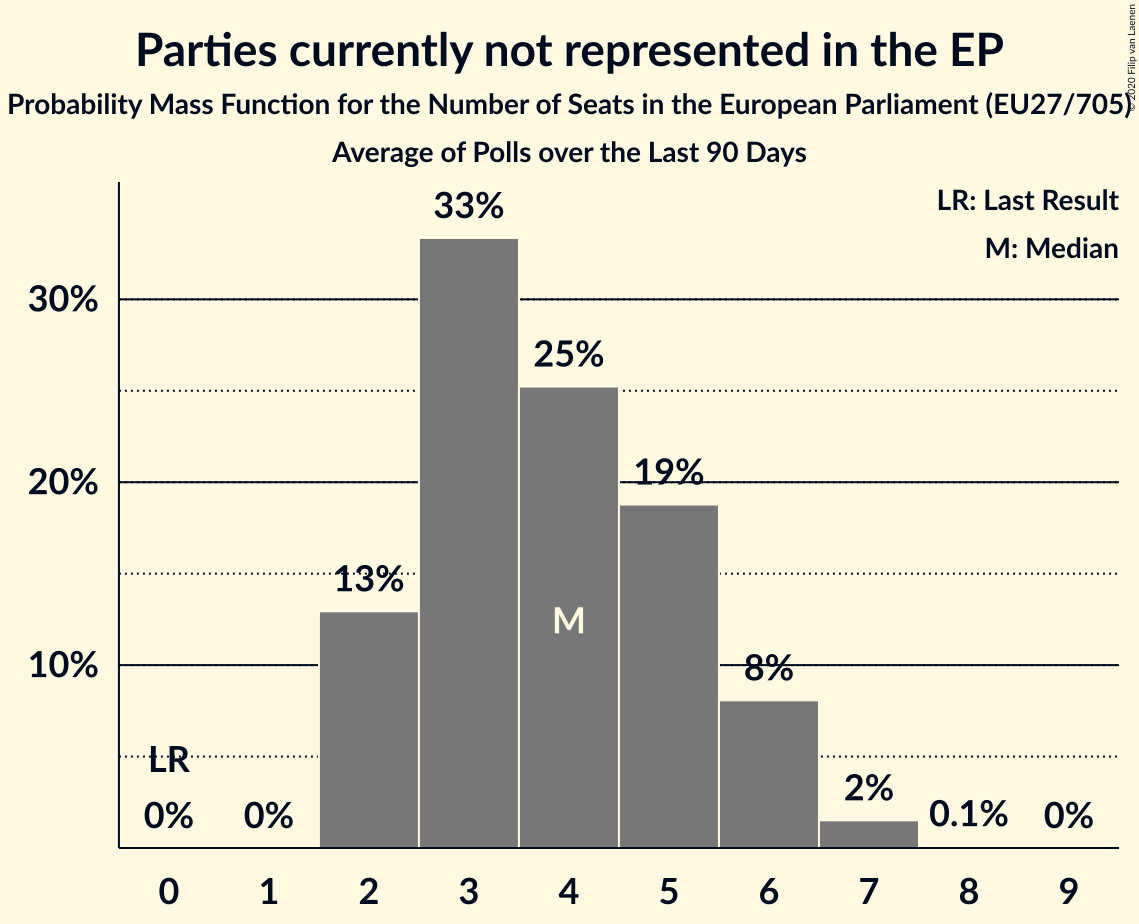 © 2020 Filip van Laenen
Parties currently not represented in the EP
Probability Mass Function for the Number of Seats in the European Parliament (EU27/705)
Average of Polls over the Last 90 Days
LR: Last Result
M: Median
33%
30%
25%
20%
19%
13%
M
10%
8%
LR
2%
0%
0%
0.1%
0%
0 1 2 3 4 5 6 7 8 9